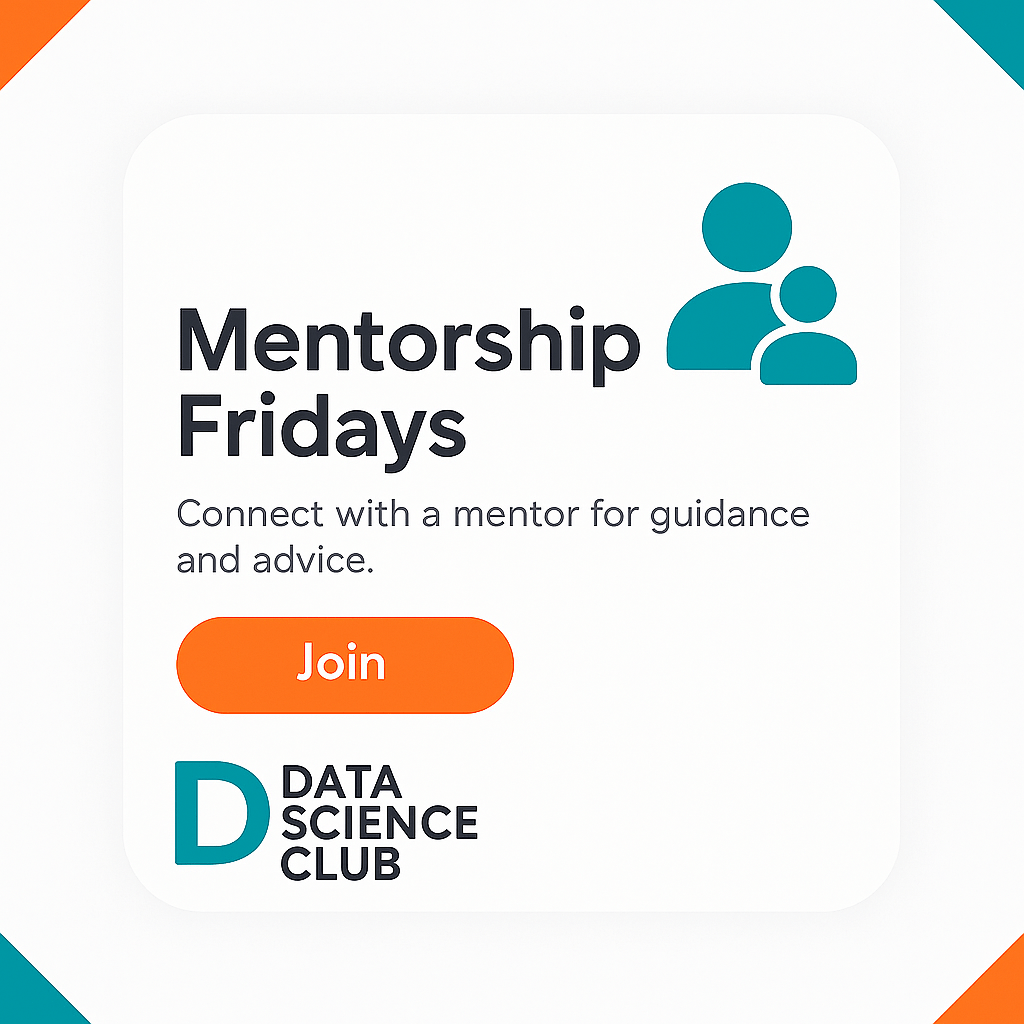 Mentorship
Fridays
Connect with a mentor for guidance
and advice.
Join
D
DATA
SCIENCE
CLUB